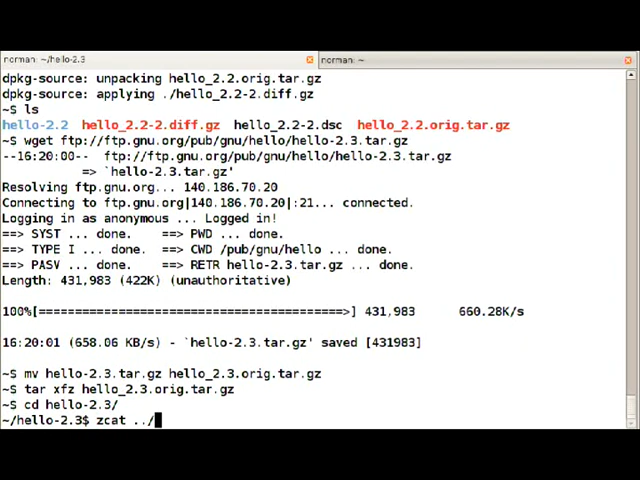 norman: ~/hello-2.3
norman: ~
dpkg-source: unpacking hello_2.2.orig.tar.gz
dpkg-source: applying ./hello_2.2-2.diff.gz
~$ ls
hello-2.2  hello_2.2-2.diff.gz  hello_2.2-2.dsc  hello_2.2.orig.tar.gz
~$ wget ftp://ftp.gnu.org/pub/gnu/hello/hello-2.3.tar.gz
--16:20:00--  ftp://ftp.gnu.org/pub/gnu/hello/hello-2.3.tar.gz
=> `hello-2.3.tar.gz'
Resolving ftp.gnu.org... 140.186.70.20
Connecting to ftp.gnu.org|140.186.70.20|:21... connected.
Logging in as anonymous ... Logged in!
==> SYST ... done.    ==> PWD ... done.
==> TYPE I ... done.  ==> CWD /pub/gnu/hello ... done.
==> PASV ... done.    ==> RETR hello-2.3.tar.gz ... done.
Length: 431,983 (422K) (unauthoritative)
100%[==========================================>] 431,983      660.28K/s
16:20:01 (658.06 KB/s) - `hello-2.3.tar.gz' saved [431983]
~$ mv hello-2.3.tar.gz hello_2.3.orig.tar.gz
~$ tar xfz hello_2.3.orig.tar.gz
~$ cd hello-2.3/
~/hello-2.3$ zcat ../